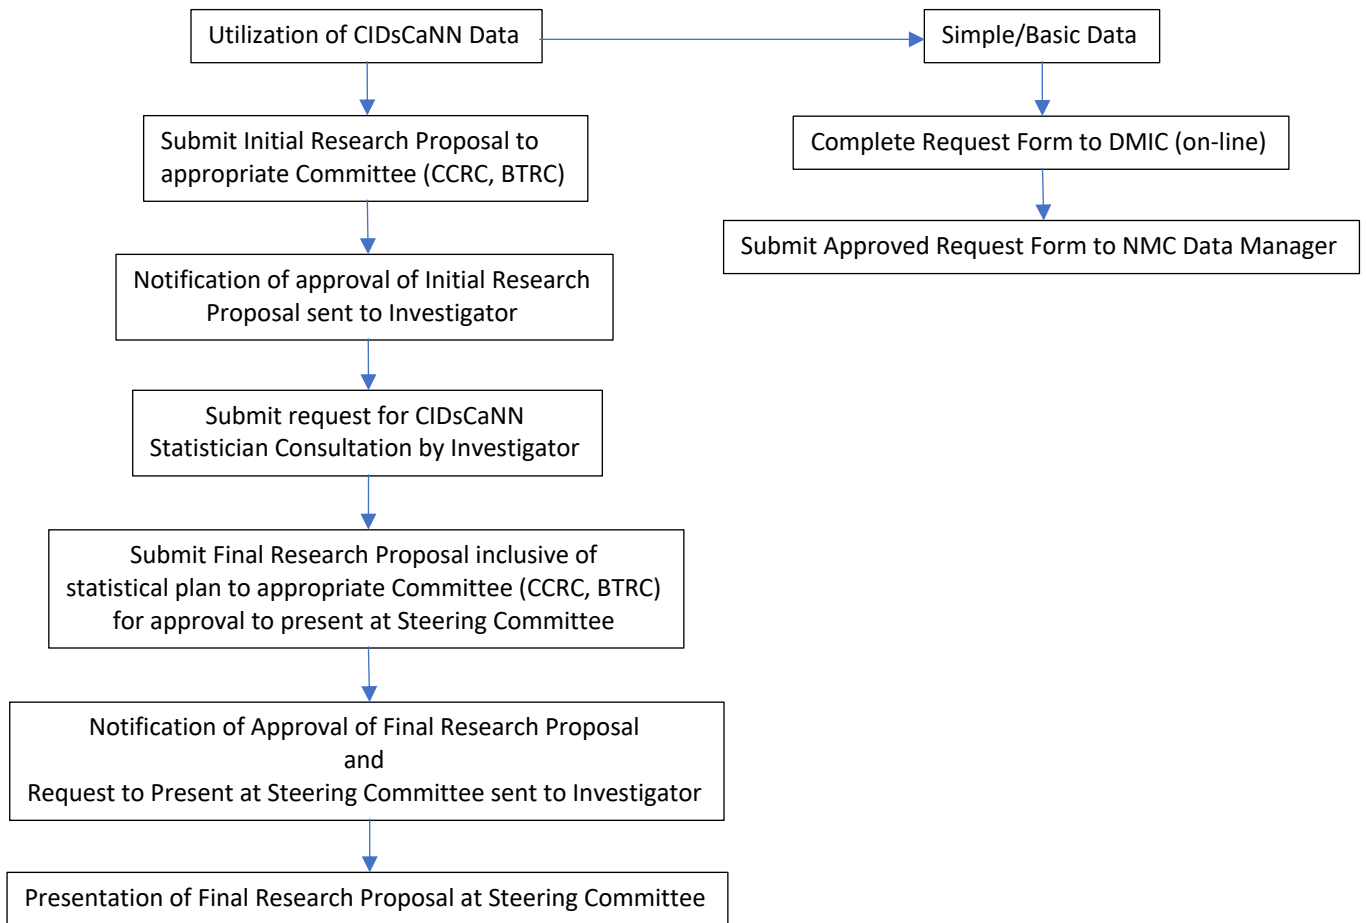 Utilization of CIDsCaNN Data
Simple/Basic Data
Submit Initial Research Proposal to
appropriate Committee (CCRC, BTRC)
Complete Request Form to DMIC (on-line)
Submit Approved Request Form to NMC Data Manager
Notification of approval of Initial Research
Proposal sent to Investigator
Submit request for CIDsCaNN
Statistician Consultation by Investigator
Submit Final Research Proposal inclusive of
statistical plan to appropriate Committee (CCRC, BTRC)
for approval to present at Steering Committee
Notification of Approval of Final Research Proposal
and
Request to Present at Steering Committee sent to Investigator
Presentation of Final Research Proposal at Steering Committee